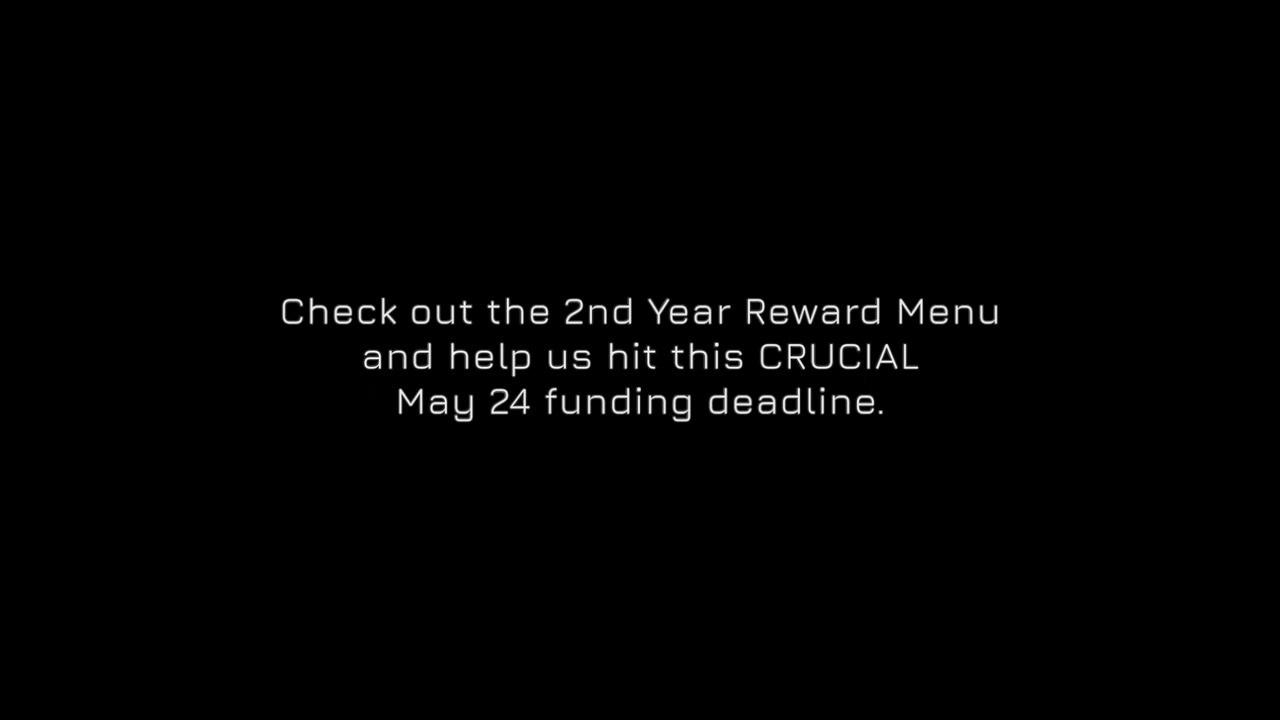 Check out the 2nd Year Reward Menu
and help us hit this CRUCIAL
May 24 funding deadline.